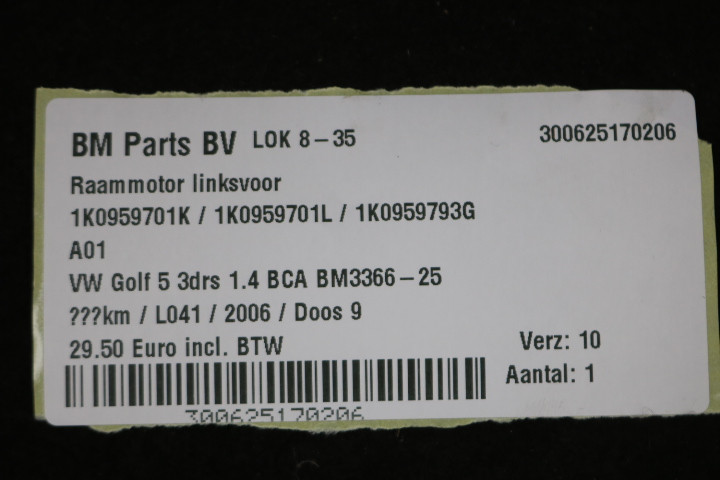 BM Parts BV LOK 8-35 300625170206
Raammotor linksvoor
1K0959701K / 1K0959701L / 1K0959793G
A01
VW Golf 5 3drs 1.4 BCA BM3366-25
???km / L041 / 2006 / Doos 9
29.50 Euro incl. BTW Verz: 10
Aantal: 1
300625170206